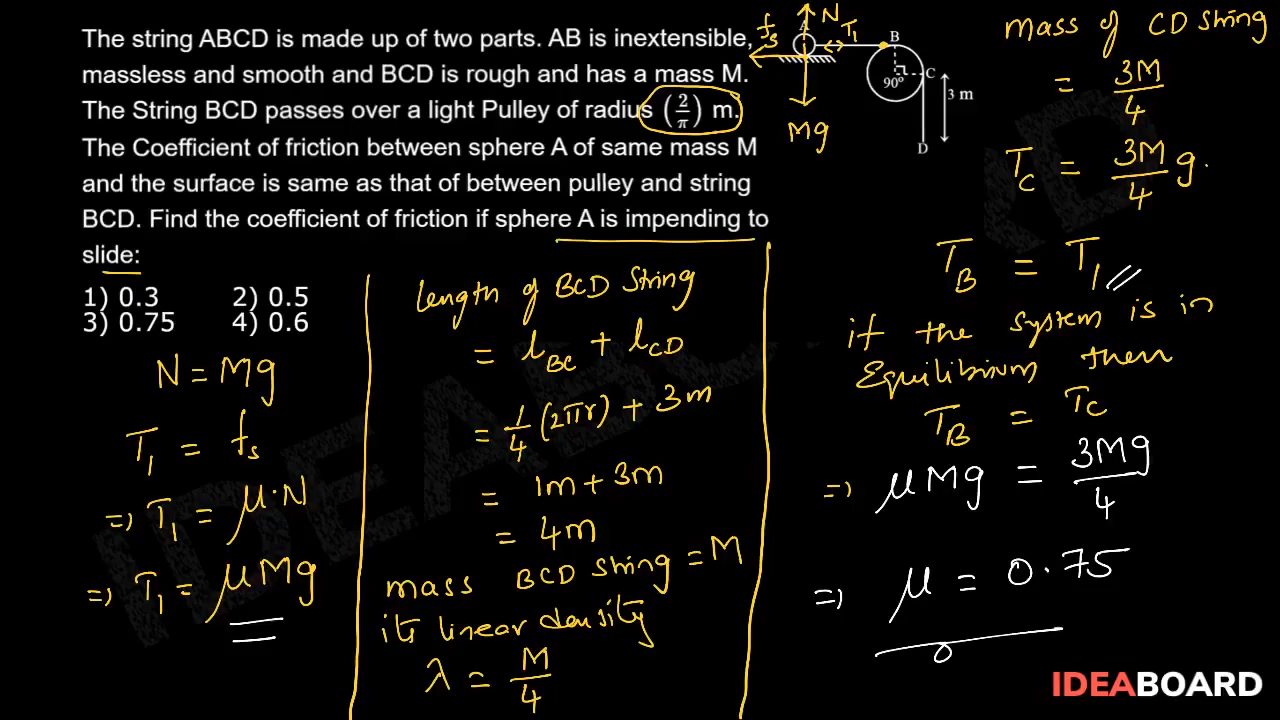 The string ABCD is made up of two parts. AB is inextensible,
massless and smooth and BCD is rough and has a mass M.
The String BCD passes over a light Pulley of radius (2/π) m.
The Coefficient of friction between sphere A of same mass M
and the surface is same as that of between pulley and string
BCD. Find the coefficient of friction if sphere A is impending to
slide:
1) 0.3 2) 0.5
3) 0.75 4) 0.6
N = Mg
T₁ = fs
=> T₁ = μ·N
=> T₁ = μMg
fs
N
A
T₁
B
90°
C
3 m
D
Mg
length of BCD string
= lBC + lCD
= 1/4 (2πr) + 3m
= 1m + 3m
= 4m
mass BCD string = M
its linear density
λ = M/4
mass of CD string
= 3M/4
TC = 3M/4 g.
TB = T₁
if the system is in
Equilibrium then
TB = TC
=> μMg = 3Mg/4
=> μ = 0.75
IDEABOARD